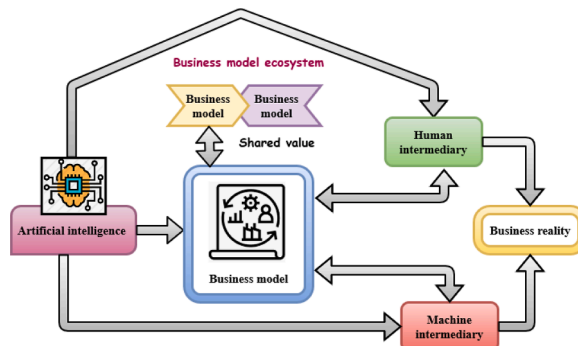 Business model ecosystem
Business
model
Business
model
Shared value
Human
intermediary
Artificial intelligence
Business model
Business reality
Machine
intermediary